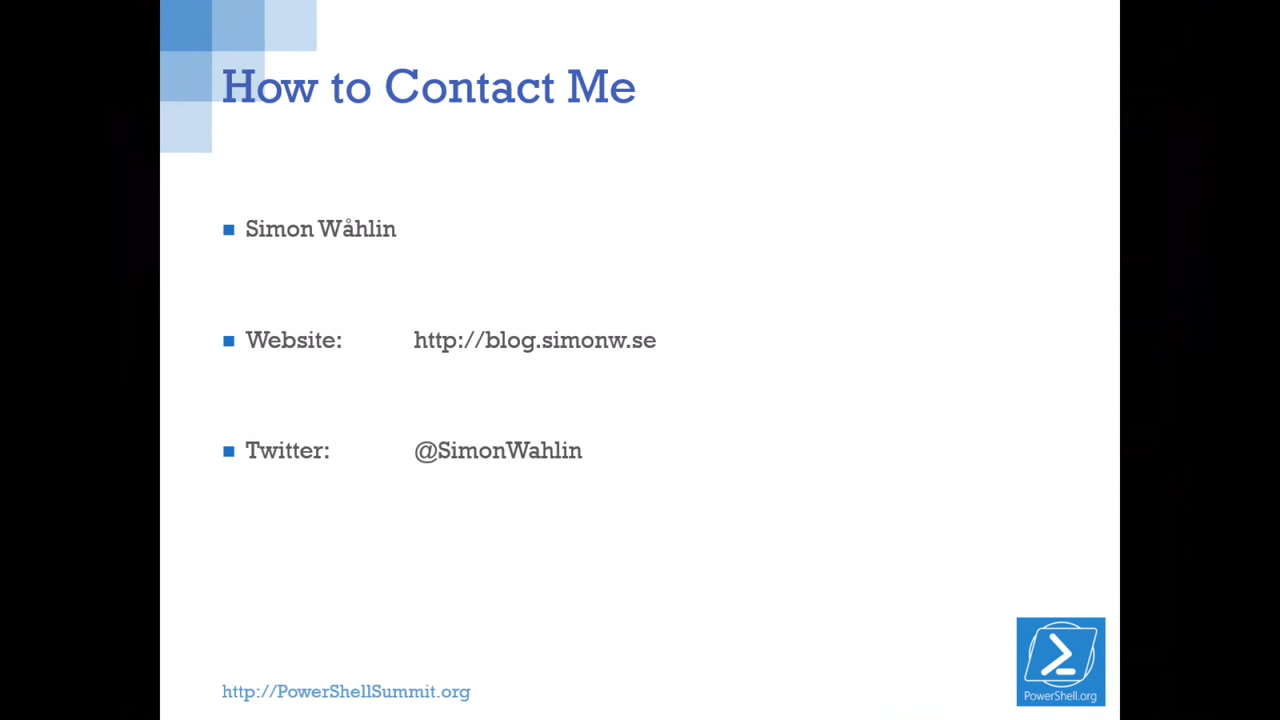 How to Contact Me
Simon Wåhlin
Website: http://blog.simonw.se
Twitter: @SimonWahlin
http://PowerShellSummit.org
PowerShell.org